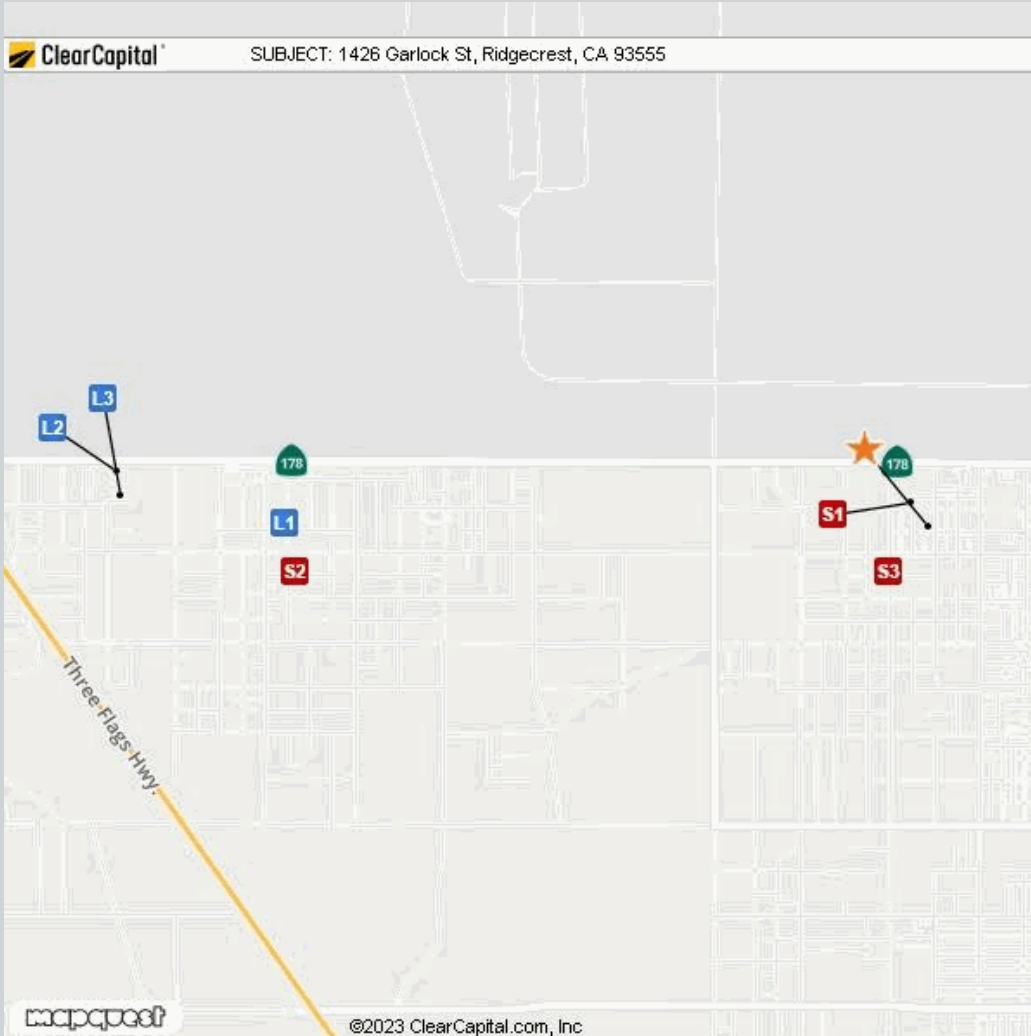 ClearCapital
SUBJECT: 1426 Garlock St, Ridgecrest, CA 93555
L3
L2
178
178
L1
S1
S2
S3
Three Flags Hwy.
mapquest
©2023 ClearCapital.com, Inc